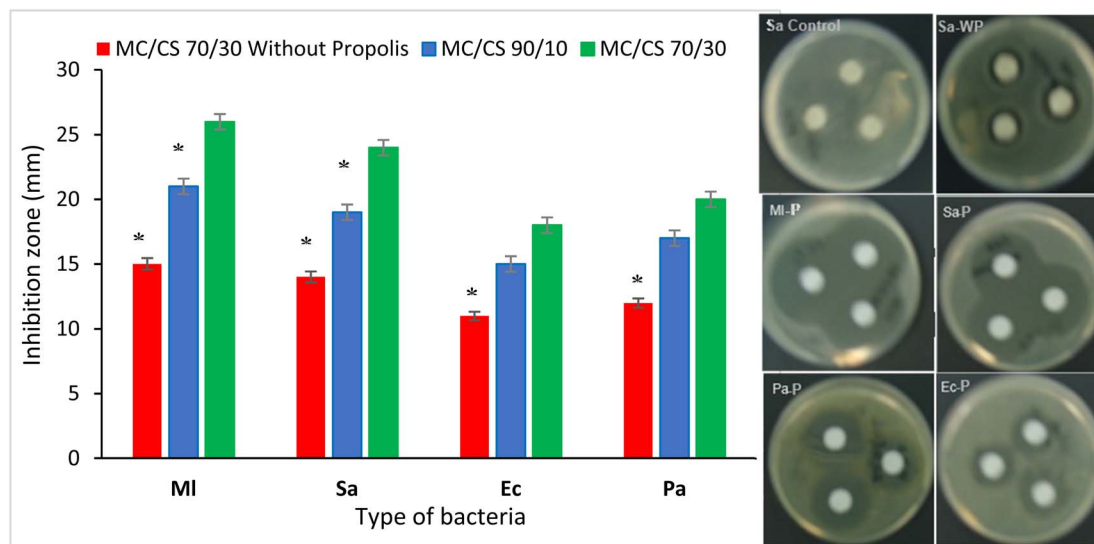 MC/CS 70/30 Without Propolis MC/CS 90/10 MC/CS 70/30
Inhibition zone (mm)
30
25
20
15
10
5
0
* * * * * *
Ml Sa Ec Pa
Type of bacteria
Sa Control
Sa-WP
Ml-P
Sa-P
Pa-P
Ec-P